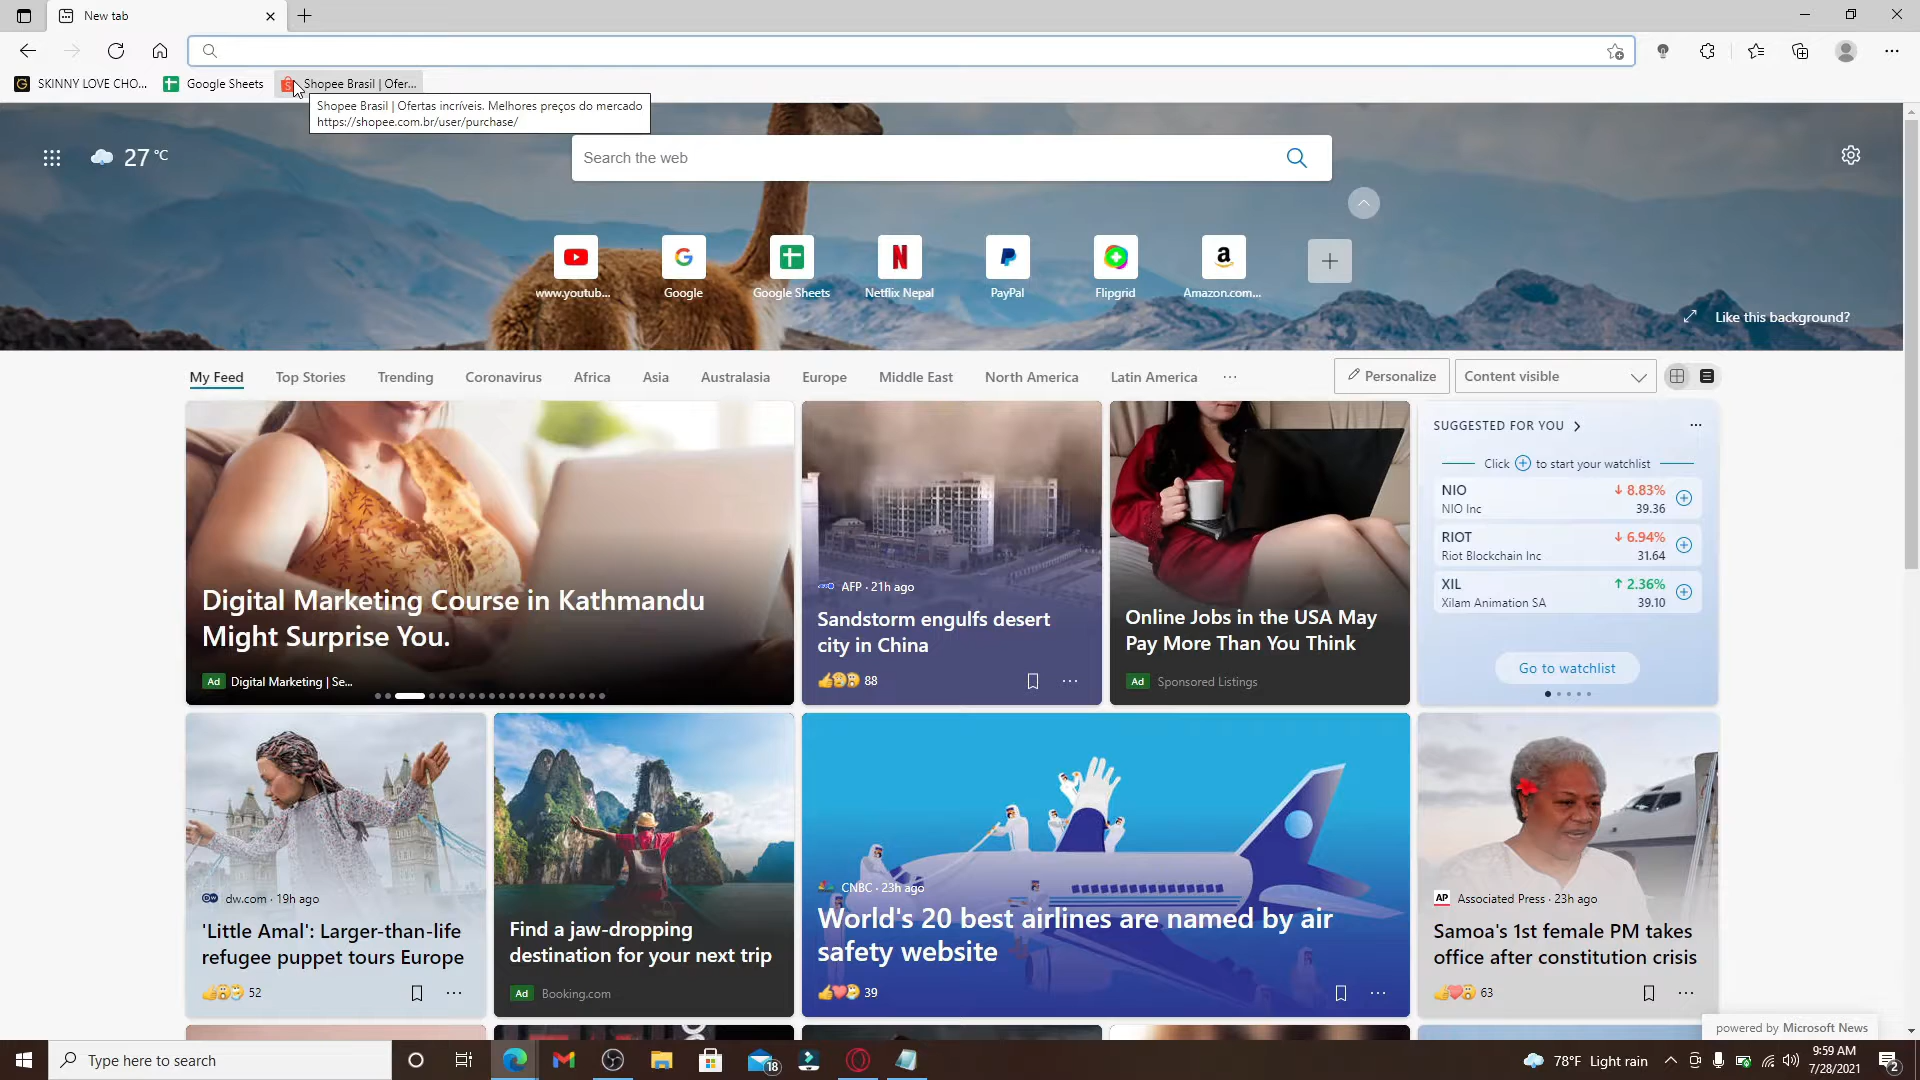 New tab
SKINNY LOVE CHO...
Google Sheets
Shopee Brasil | Ofer...
Shopee Brasil | Ofertas incríveis. Melhores preços do mercado
https://shopee.com.br/user/purchase/
27 °C
Search the web
www.youtub...
Google
Google Sheets
Netflix Nepal
PayPal
Flipgrid
Amazon.com...
Like this background?
My Feed
Top Stories
Trending
Coronavirus
Africa
Asia
Australasia
Europe
Middle East
North America
Latin America
Personalize
Content visible
Digital Marketing Course in Kathmandu
Might Surprise You.
Ad Digital Marketing | Se...
AFP · 21h ago
Sandstorm engulfs desert
city in China
88
Online Jobs in the USA May
Pay More Than You Think
Ad Sponsored Listings
SUGGESTED FOR YOU
Click + to start your watchlist
NIO 8.83%
NIO Inc 39.36
RIOT 6.94%
Riot Blockchain Inc 31.64
XIL 2.36%
Xilam Animation SA 39.10
Go to watchlist
dw.com · 19h ago
'Little Amal': Larger-than-life
refugee puppet tours Europe
52
Find a jaw-dropping
destination for your next trip
Ad Booking.com
CNBC · 23h ago
World's 20 best airlines are named by air
safety website
39
AP Associated Press · 23h ago
Samoa's 1st female PM takes
office after constitution crisis
63
powered by Microsoft News
Type here to search
18
78°F Light rain
9:59 AM
7/28/2021
2